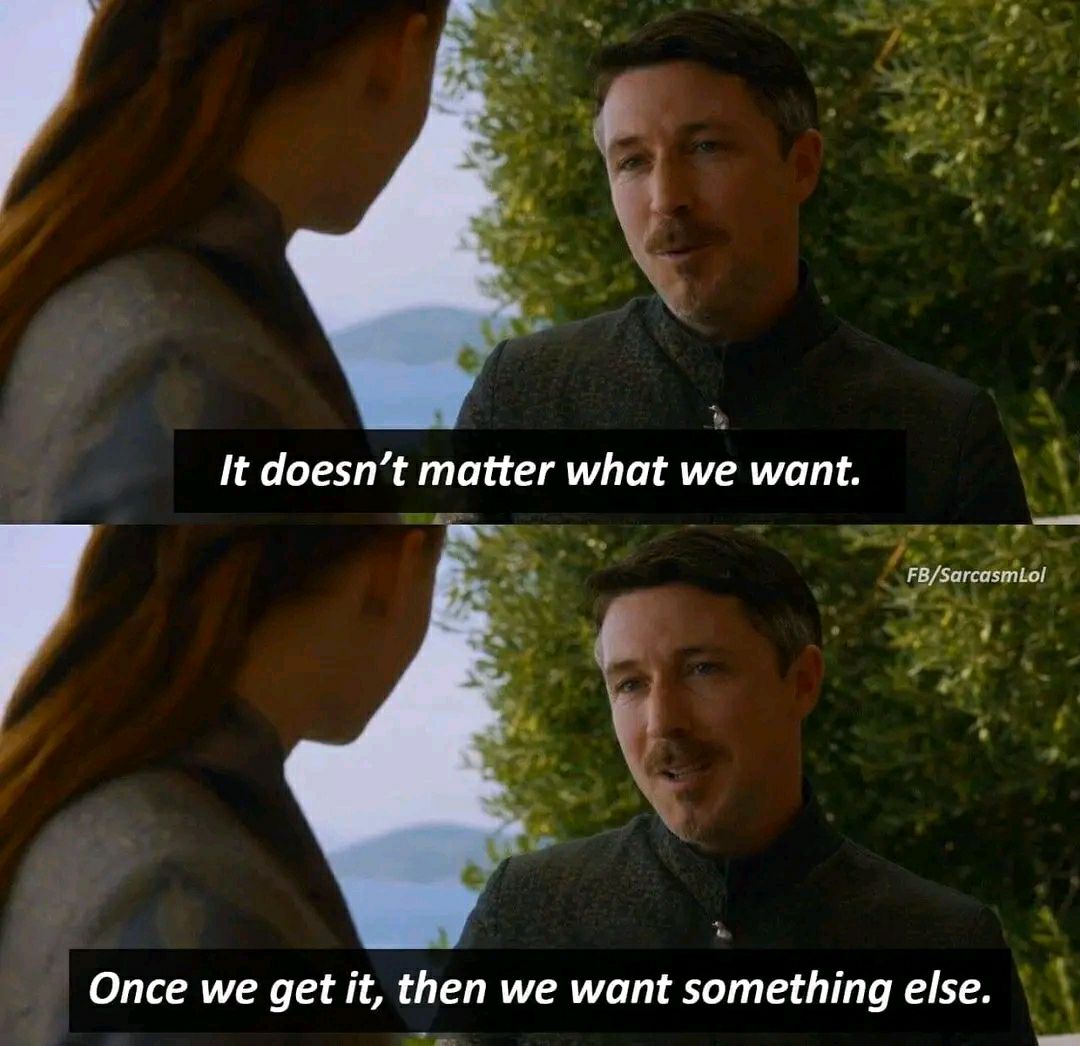 It doesn’t matter what we want.
FB/SarcasmLol
Once we get it, then we want something else.